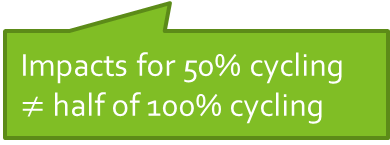 Impacts for 50% cycling
≠ half of 100% cycling